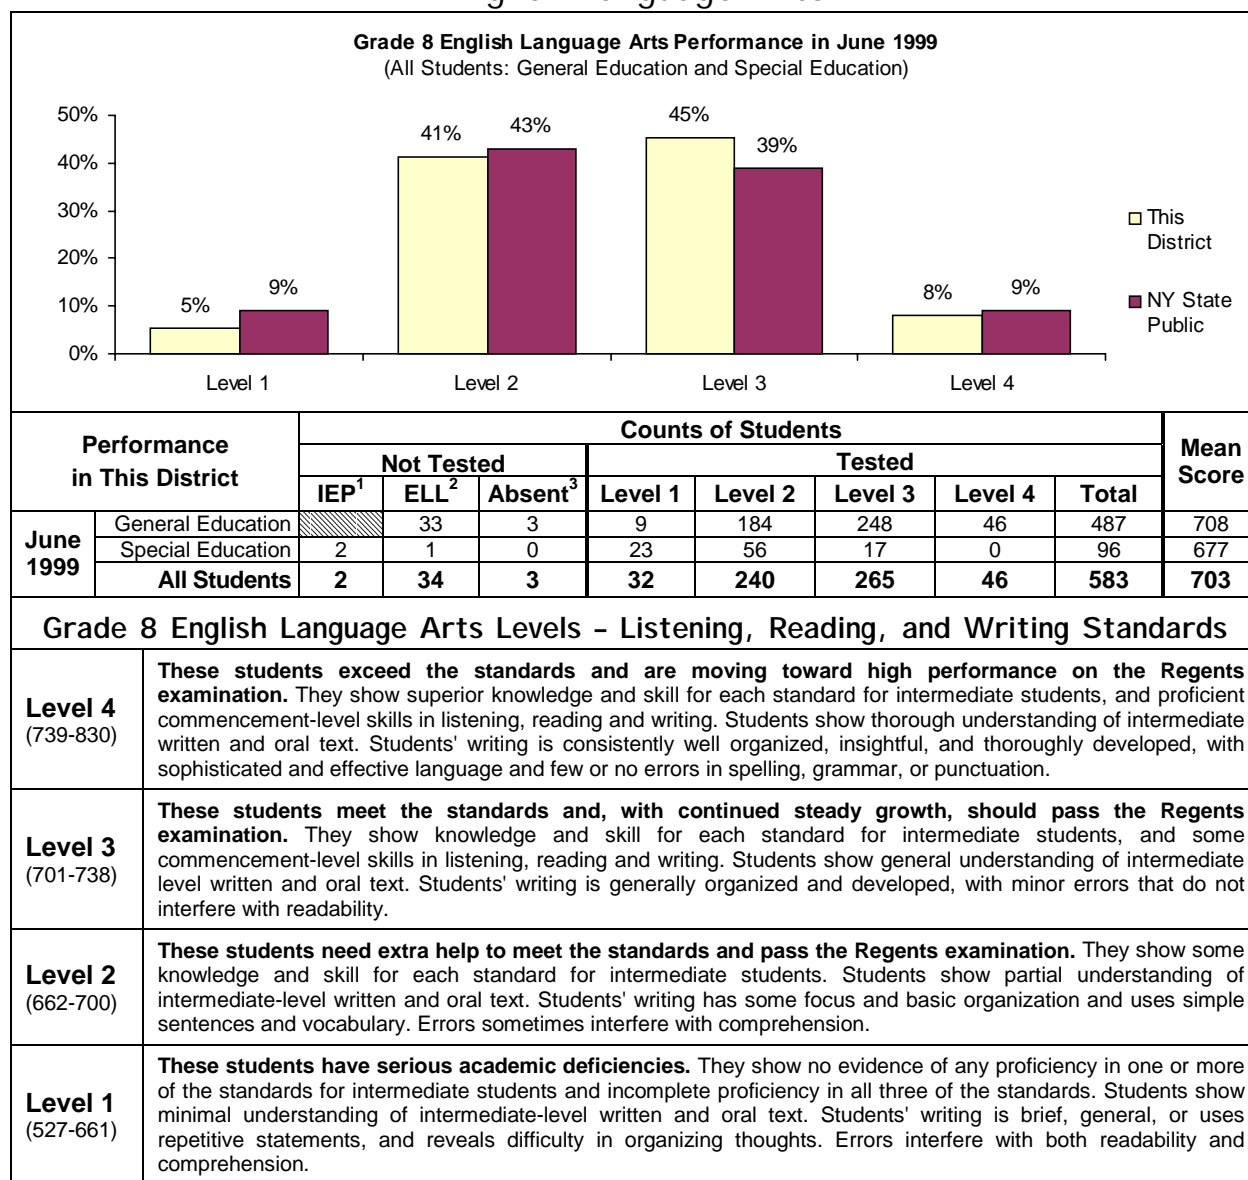 Grade 8 English Language Arts Performance in June 1999
(All Students: General Education and Special Education)
50%
40%
30%
20%
10%
0%
5%
9%
41%
43%
45%
39%
8%
9%
Level 1
Level 2
Level 3
Level 4
This
District
NY State
Public
Performance
in This District
Counts of Students
Mean
Score
Not Tested
Tested
IEP1 ELL2 Absent3 Level 1 Level 2 Level 3 Level 4 Total
June
1999
General Education 33 3 9 184 248 46 487 708
Special Education 2 1 0 23 56 17 0 96 677
All Students 2 34 3 32 240 265 46 583 703
Grade 8 English Language Arts Levels – Listening, Reading, and Writing Standards
Level 4
(739-830)
These students exceed the standards and are moving toward high performance on the Regents
examination. They show superior knowledge and skill for each standard for intermediate students, and proficient
commencement-level skills in listening, reading and writing. Students show thorough understanding of intermediate
written and oral text. Students' writing is consistently well organized, insightful, and thoroughly developed, with
sophisticated and effective language and few or no errors in spelling, grammar, or punctuation.
Level 3
(701-738)
These students meet the standards and, with continued steady growth, should pass the Regents
examination. They show knowledge and skill for each standard for intermediate students, and some
commencement-level skills in listening, reading and writing. Students show general understanding of intermediate
level written and oral text. Students' writing is generally organized and developed, with minor errors that do not
interfere with readability.
Level 2
(662-700)
These students need extra help to meet the standards and pass the Regents examination. They show some
knowledge and skill for each standard for intermediate students. Students show partial understanding of
intermediate-level written and oral text. Students' writing has some focus and basic organization and uses simple
sentences and vocabulary. Errors sometimes interfere with comprehension.
Level 1
(527-661)
These students have serious academic deficiencies. They show no evidence of any proficiency in one or more
of the standards for intermediate students and incomplete proficiency in all three of the standards. Students show
minimal understanding of intermediate-level written and oral text. Students' writing is brief, general, or uses
repetitive statements, and reveals difficulty in organizing thoughts. Errors interfere with both readability and
comprehension.